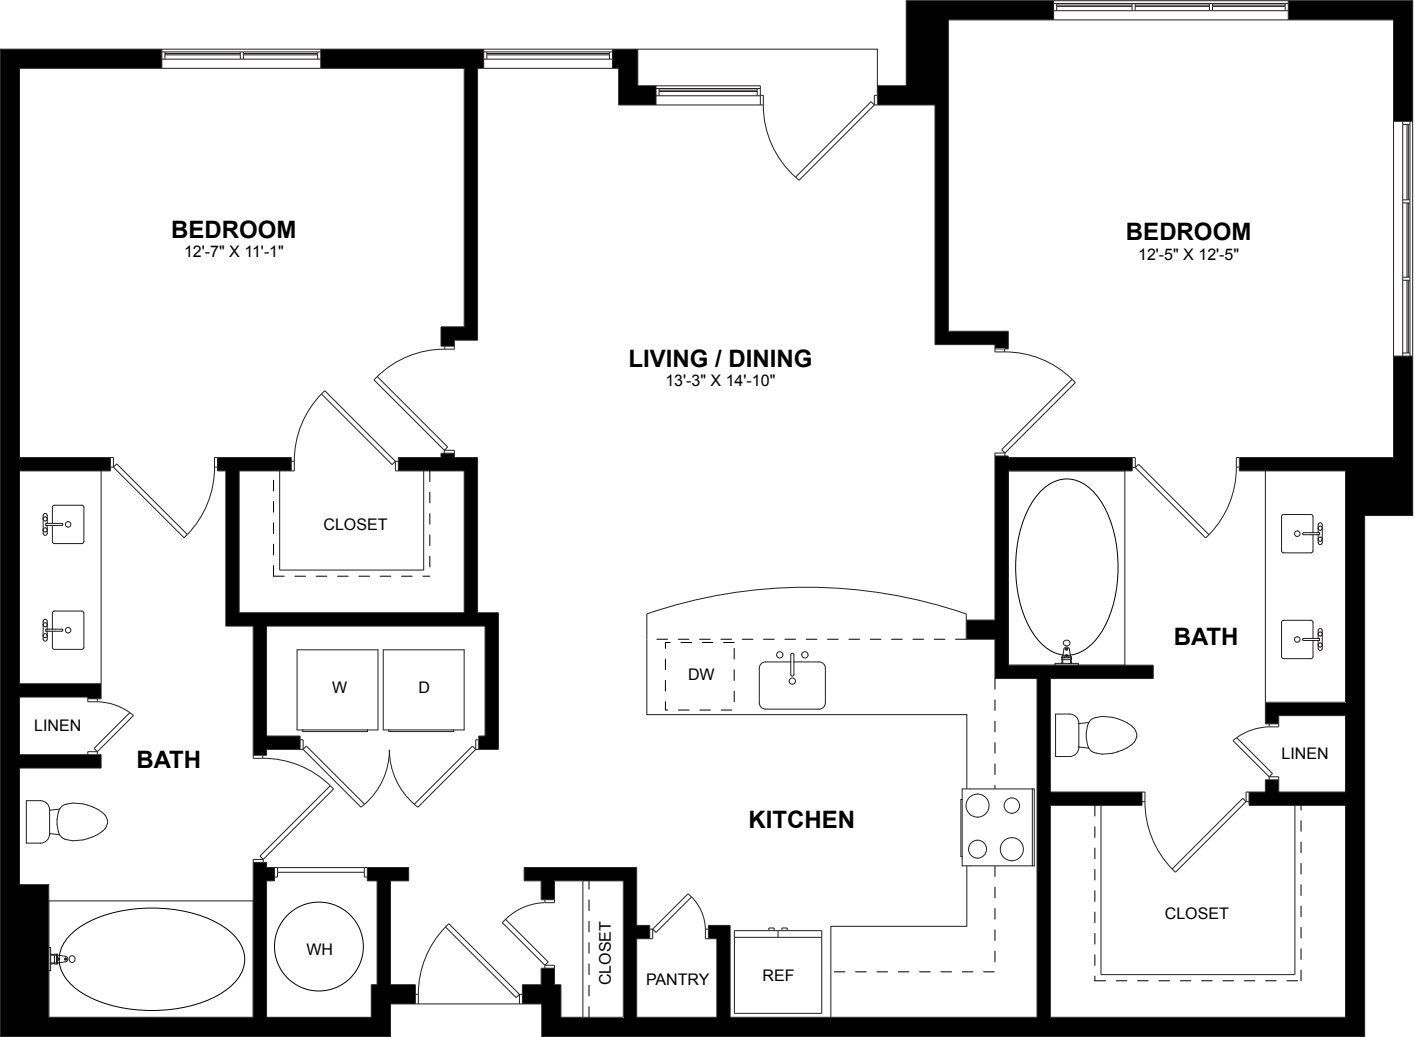 BEDROOM
12'-7" X 11'-1"
BEDROOM
12'-5" X 12'-5"
LIVING / DINING
13'-3" X 14'-10"
CLOSET
BATH
W
D
DW
LINEN
BATH
LINEN
KITCHEN
CLOSET
WH
CLOSET
PANTRY
REF